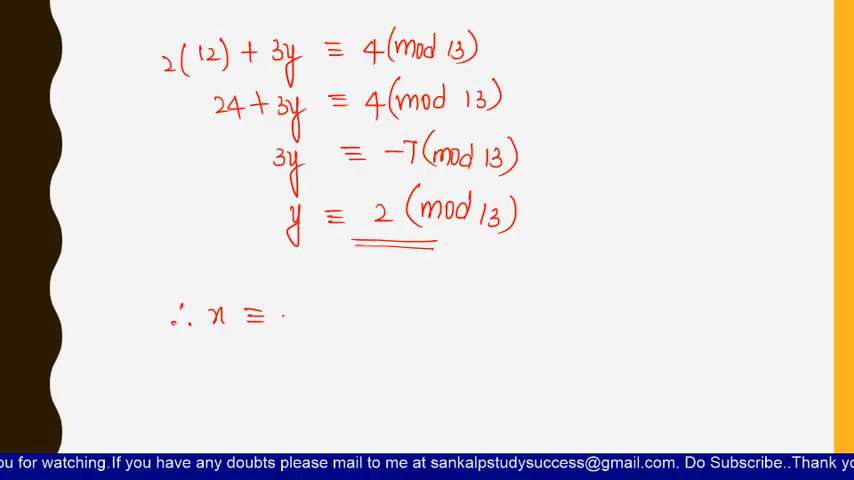 2(12) + 3y ≡ 4(mod 13)
24 + 3y ≡ 4(mod 13)
3y ≡ -7(mod 13)
y ≡ 2 (mod 13)
∴ x ≡
ou for watching.If you have any doubts please mail to me at sankalpstudysuccess@gmail.com. Do Subscribe..Thank yo